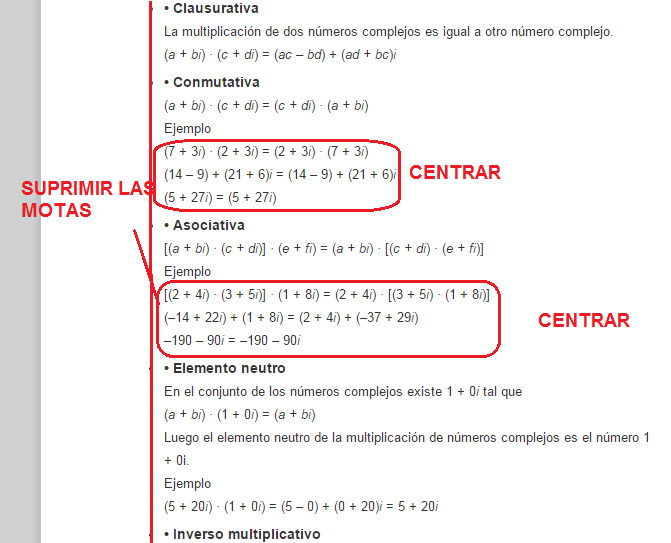 • Clausurativa
La multiplicación de dos números complejos es igual a otro número complejo.
(a + bi) · (c + di) = (ac – bd) + (ad + bc)i
• Conmutativa
(a + bi) · (c + di) = (c + di) · (a + bi)
Ejemplo
(7 + 3i) · (2 + 3i) = (2 + 3i) · (7 + 3i)
(14 – 9) + (21 + 6)i = (14 – 9) + (21 + 6)i
CENTRAR
(5 + 27i) = (5 + 27i)
SUPRIMIR LAS
MOTAS
• Asociativa
[(a + bi) · (c + di)] · (e + fi) = (a + bi) · [(c + di) · (e + fi)]
Ejemplo
[(2 + 4i) · (3 + 5i)] · (1 + 8i) = (2 + 4i) · [(3 + 5i) · (1 + 8i)]
(–14 + 22i) + (1 + 8i) = (2 + 4i) + (–37 + 29i)
CENTRAR
–190 – 90i = –190 – 90i
• Elemento neutro
En el conjunto de los números complejos existe 1 + 0i tal que
(a + bi) · (1 + 0i) = (a + bi)
Luego el elemento neutro de la multiplicación de números complejos es el número 1
+ 0i.
Ejemplo
(5 + 20i) · (1 + 0i) = (5 – 0) + (0 + 20)i = 5 + 20i
• Inverso multiplicativo